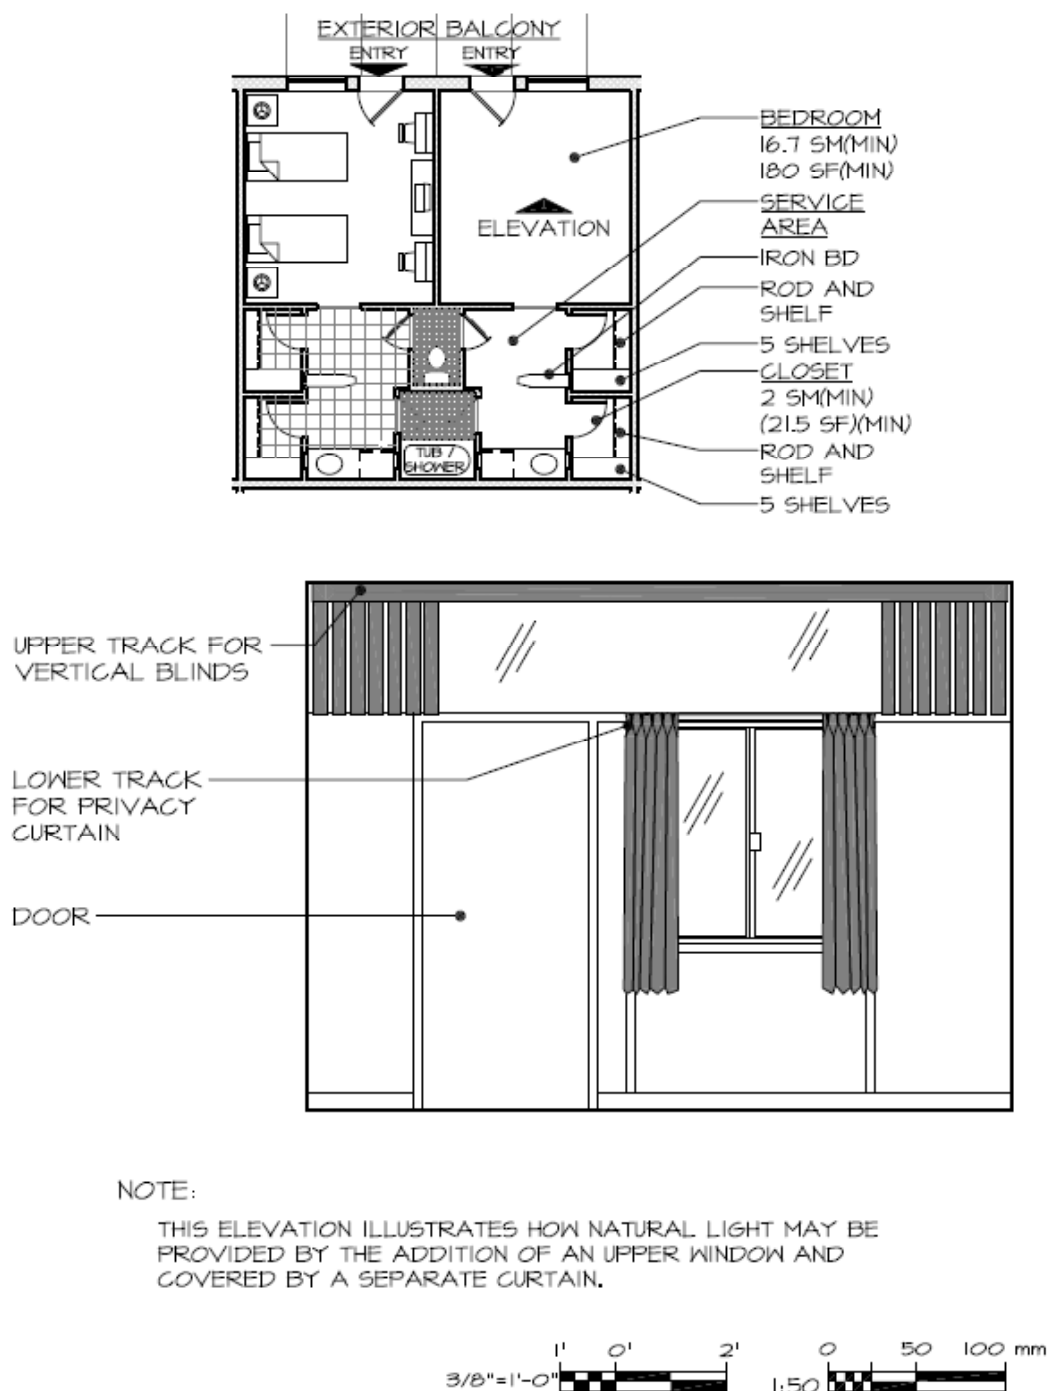 EXTERIOR BALCONY
ENTRY
ENTRY
BEDROOM
16.7 SM(MIN)
180 SF(MIN)
SERVICE
AREA
ELEVATION
IRON BD
ROD AND
SHELF
5 SHELVES
CLOSET
2 SM(MIN)
(21.5 SF)(MIN)
ROD AND
SHELF
5 SHELVES
TUB /
SHOWER
UPPER TRACK FOR
VERTICAL BLINDS
LOWER TRACK
FOR PRIVACY
CURTAIN
DOOR
NOTE:
THIS ELEVATION ILLUSTRATES HOW NATURAL LIGHT MAY BE
PROVIDED BY THE ADDITION OF AN UPPER WINDOW AND
COVERED BY A SEPARATE CURTAIN.
1' 0' 2'
3/8"=1'-0"
0 50 100 mm
1:50